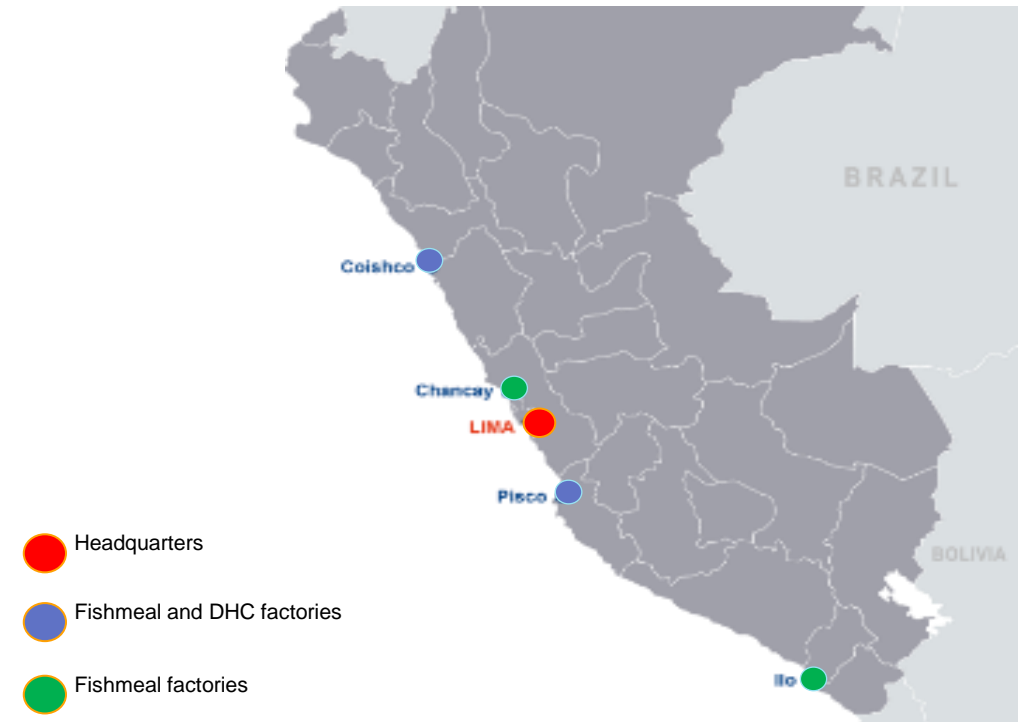 BRAZIL
Coishco
Chancay
LIMA
Pisco
Headquarters
BOLIVIA
Fishmeal and DHC factories
Ilo
Fishmeal factories